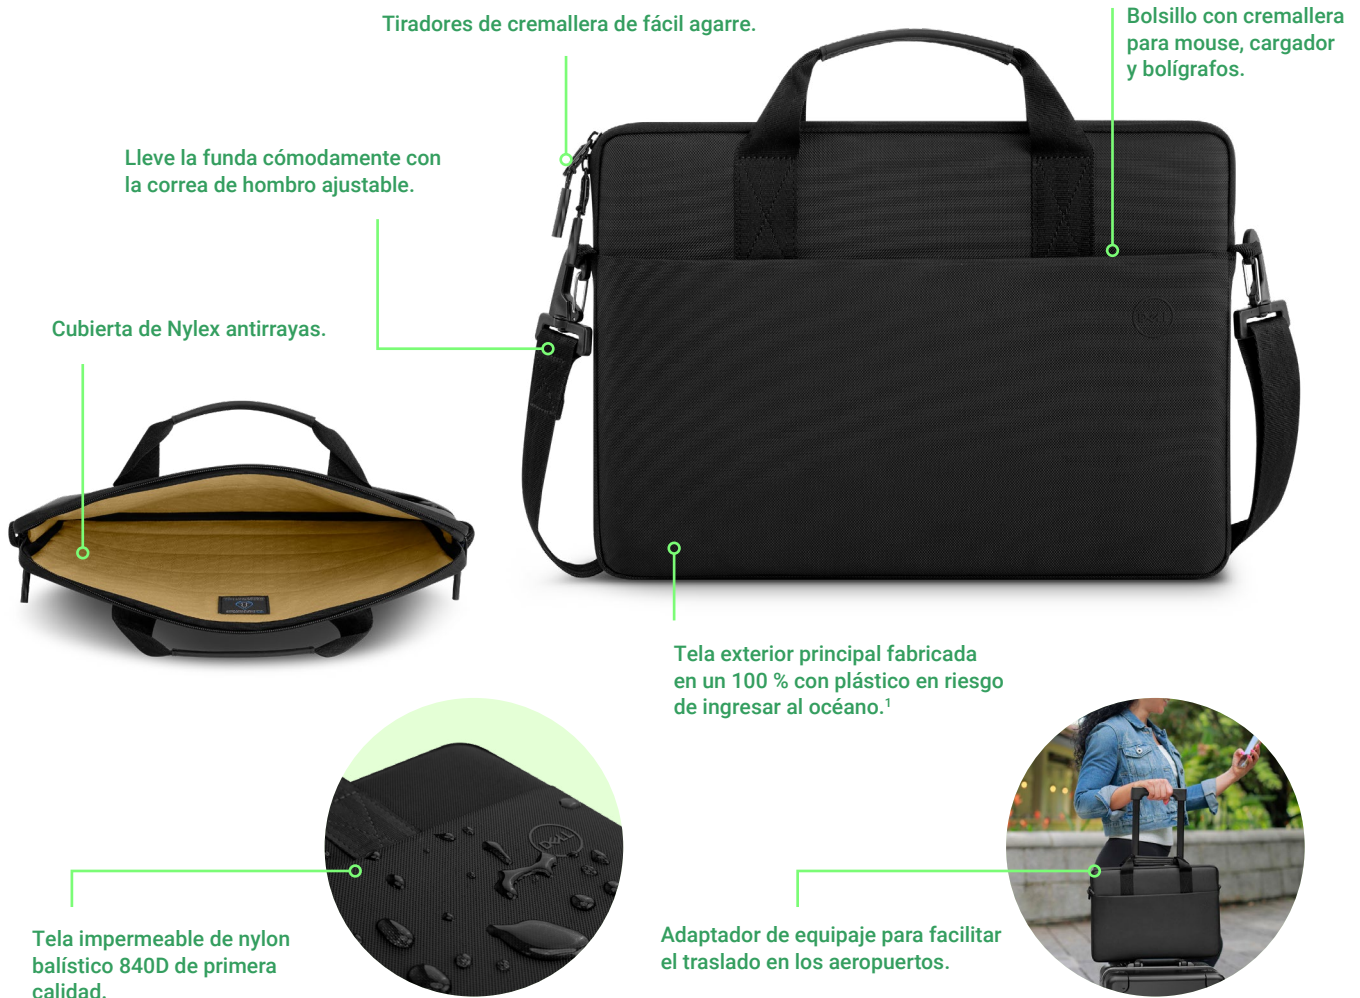 Tiradores de cremallera de fácil agarre.
Bolsillo con cremallera
para mouse, cargador
y bolígrafos.
Lleve la funda cómodamente con
la correa de hombro ajustable.
DELL
Cubierta de Nylex antirrayas.
Tela exterior principal fabricada
en un 100 % con plástico en riesgo
de ingresar al océano.¹
DELL
Tela impermeable de nylon
balístico 840D de primera
calidad.
Adaptador de equipaje para facilitar
el traslado en los aeropuertos.